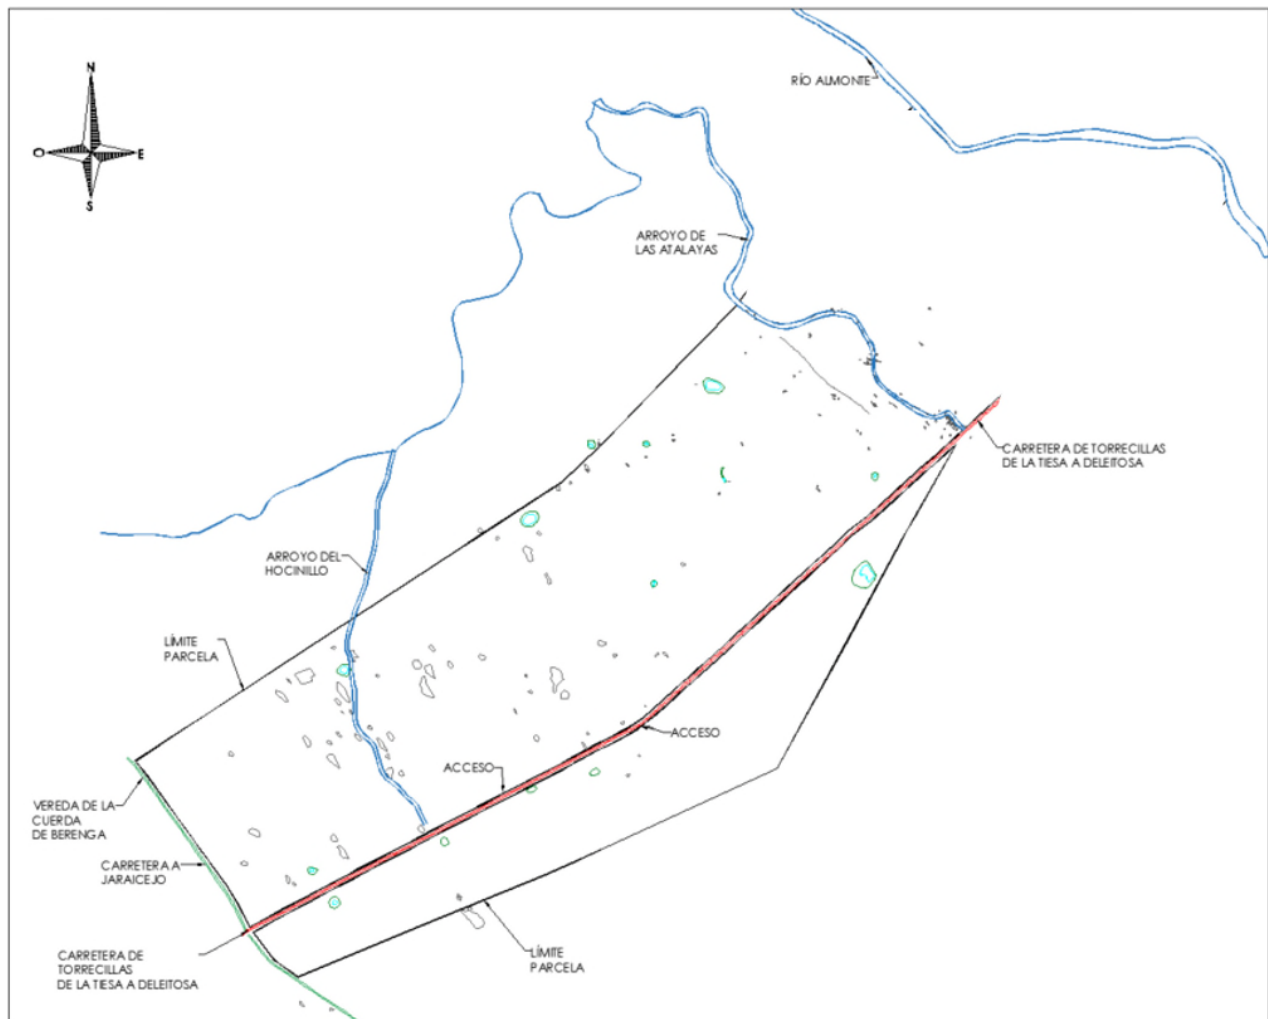 N
O
E
S
RÍO ALMONTE
ARROYO DE
LAS ATALAYAS
CARRETERA DE TORRECILLAS
DE LA TIESA A DELEITOSA
ARROYO DEL
HOCINILLO
LÍMITE
PARCELA
ACCESO
ACCESO
VEREDA DE LA
CUERDA
DE BERENGA
CARRETERA A
JARAICEJO
CARRETERA DE
TORRECILLAS
DE LA TIESA A DELEITOSA
LÍMITE
PARCELA